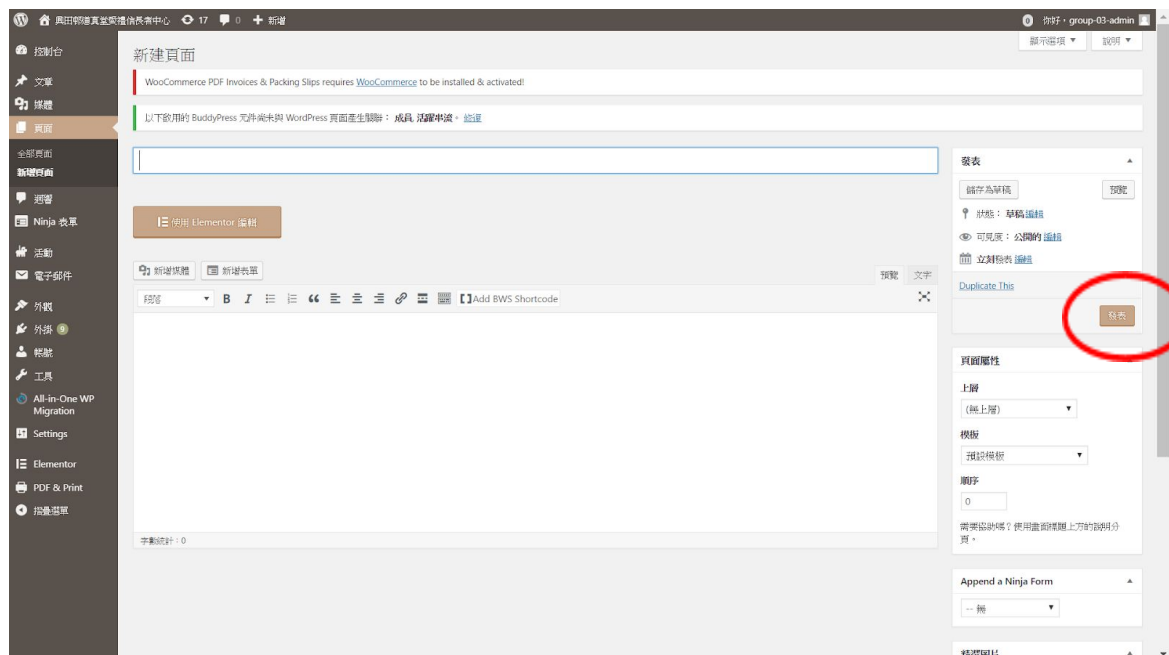 興田邨道真堂愛禮信長者中心 17 0 新增
你好，group-03-admin
0
顯示選項 說明
控制台
文章
媒體
頁面
全部頁面
新增頁面
迴響
Ninja 表單
活動
電子郵件
外觀
外掛 9
帳號
工具
All-in-One WP
Migration
Settings
Elementor
PDF & Print
摺疊選單
新建頁面
WooCommerce PDF Invoices & Packing Slips requires WooCommerce to be installed & activated!
以下啟用的 BuddyPress 元件尚未與 WordPress 頁面產生關聯： 成員, 活躍串流。 修復
使用 Elementor 編輯
新增媒體 新增表單
預覽 文字
段落 B I Add BWS Shortcode
字數統計：0
發表
儲存為草稿 預覽
狀態： 草稿 編輯
可見度： 公開的 編輯
立刻發表 編輯
Duplicate This
發表
頁面屬性
上層
(無上層)
模板
預設模板
順序
0
需要協助嗎？使用畫面標題上方的說明分
頁。
Append a Ninja Form
-- 無
精選圖片